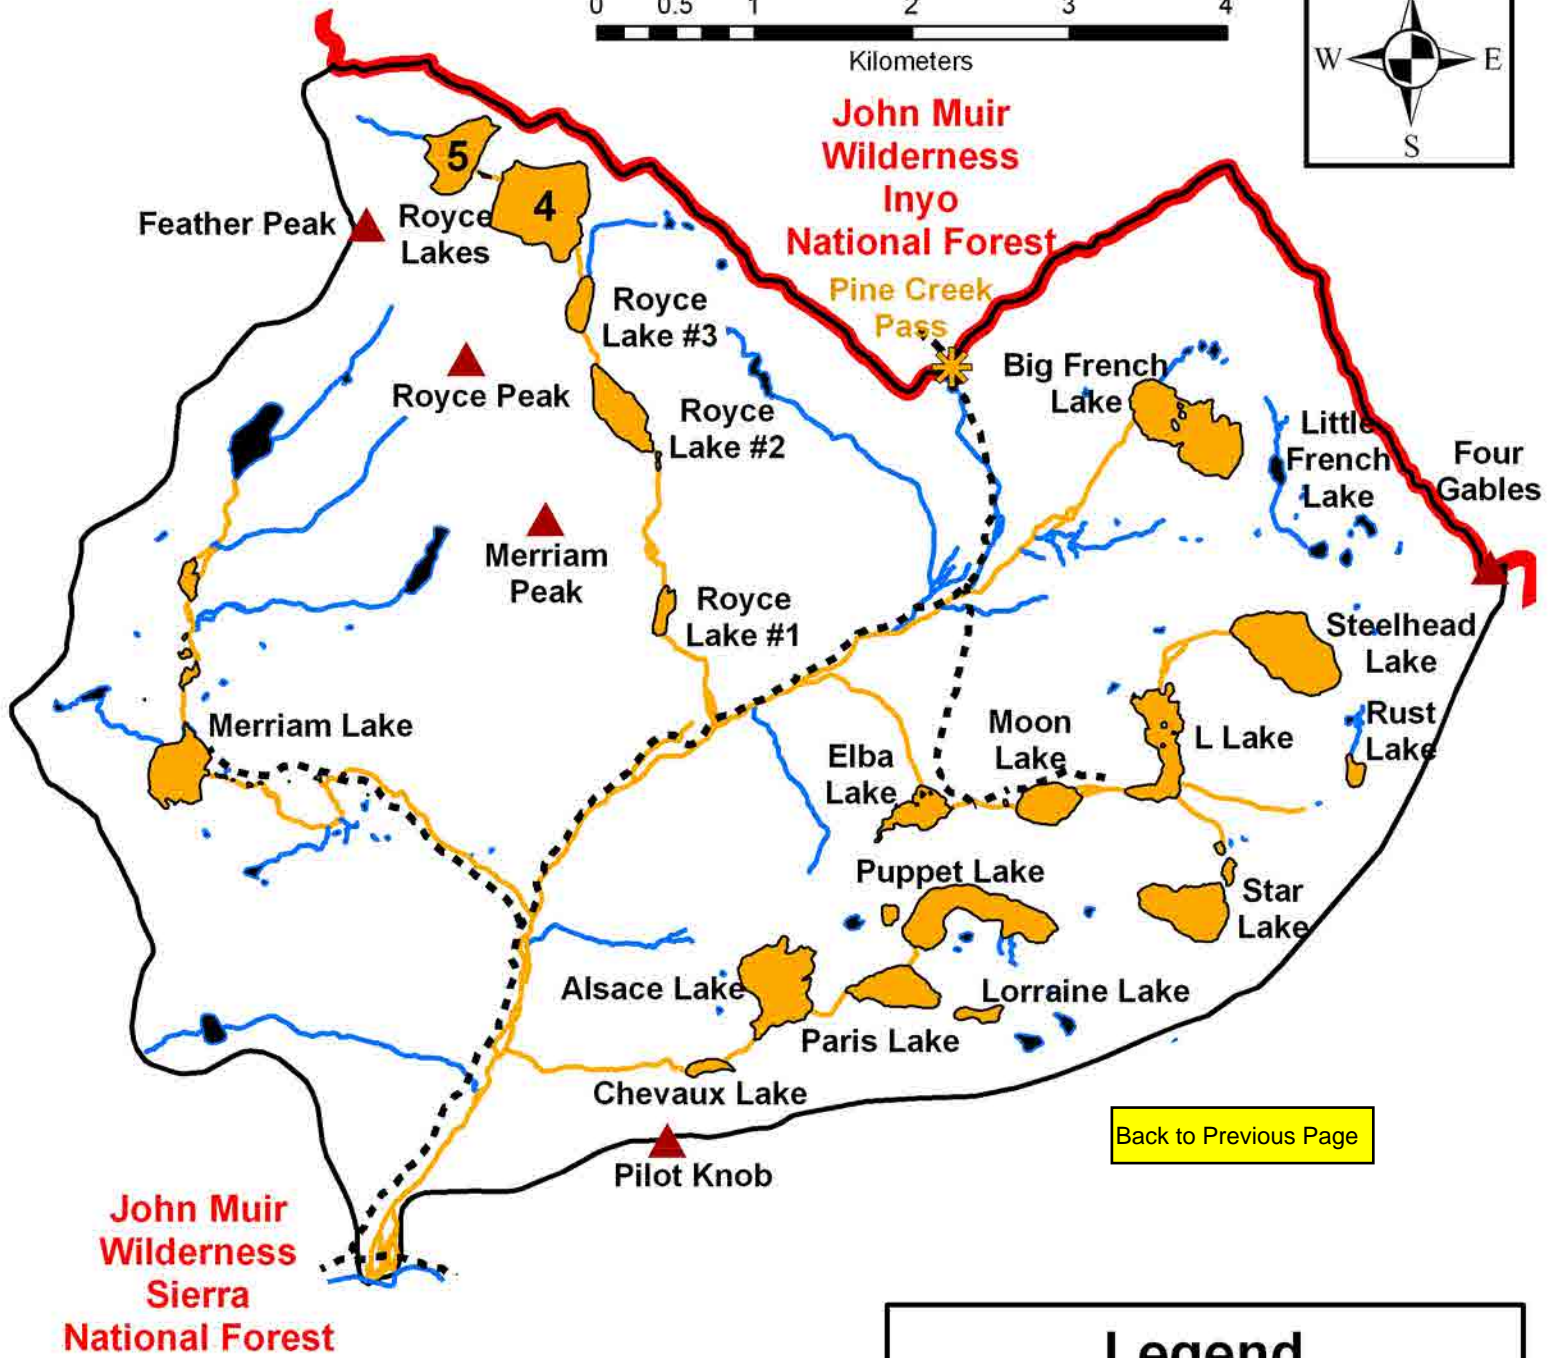 0 0.5 1 2 3 4
Kilometers
W E
S
John Muir
Wilderness
Inyo
National Forest
5
4
Feather Peak
Royce
Lakes
Pine Creek
Pass
Royce
Lake #3
Big French
Lake
Royce Peak
Royce
Lake #2
Little
French
Lake
Four
Gables
Merriam
Peak
Royce
Lake #1
Steelhead
Lake
Merriam Lake
Moon
Lake
L Lake
Rust
Lake
Elba
Lake
Puppet Lake
Star
Lake
Alsace Lake
Lorraine Lake
Paris Lake
Chevaux Lake
Back to Previous Page
Pilot Knob
John Muir
Wilderness
Sierra
National Forest
Legend